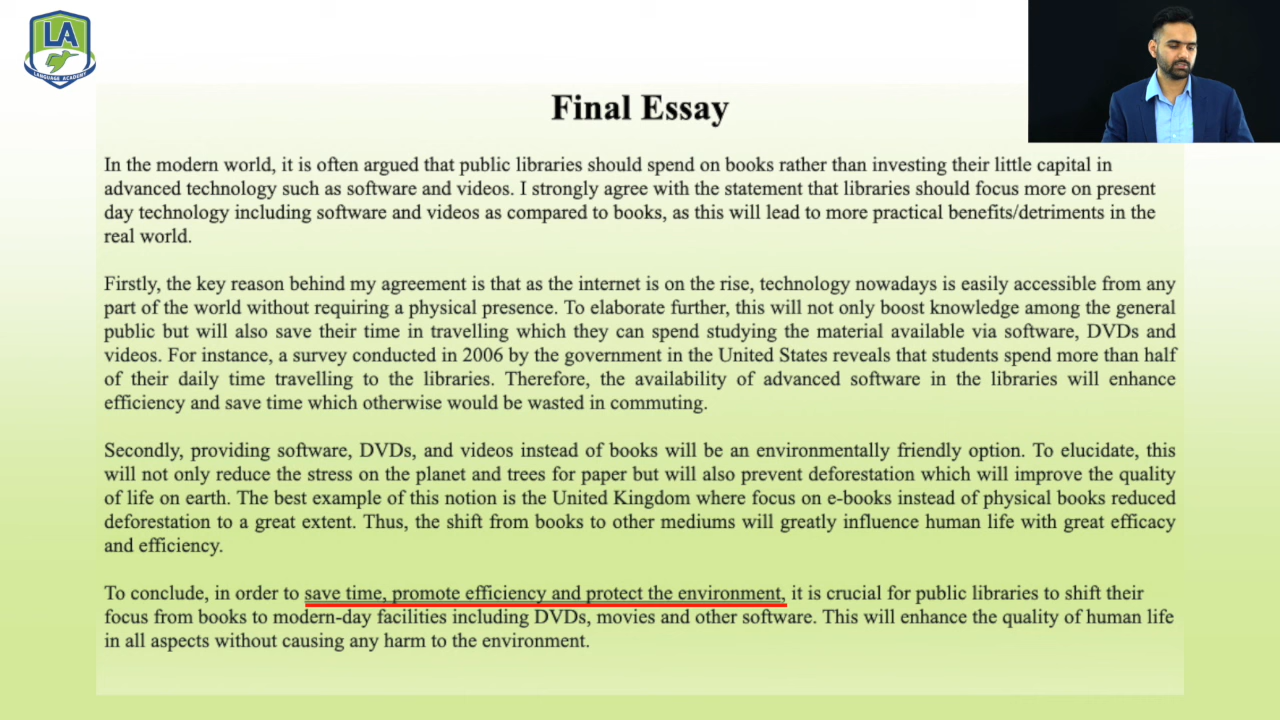 LA
LANGUAGE ACADEMY
Final Essay
In the modern world, it is often argued that public libraries should spend on books rather than investing their little capital in
advanced technology such as software and videos. I strongly agree with the statement that libraries should focus more on present
day technology including software and videos as compared to books, as this will lead to more practical benefits/detriments in the
real world.
Firstly, the key reason behind my agreement is that as the internet is on the rise, technology nowadays is easily accessible from any
part of the world without requiring a physical presence. To elaborate further, this will not only boost knowledge among the general
public but will also save their time in travelling which they can spend studying the material available via software, DVDs and
videos. For instance, a survey conducted in 2006 by the government in the United States reveals that students spend more than half
of their daily time travelling to the libraries. Therefore, the availability of advanced software in the libraries will enhance
efficiency and save time which otherwise would be wasted in commuting.
Secondly, providing software, DVDs, and videos instead of books will be an environmentally friendly option. To elucidate, this
will not only reduce the stress on the planet and trees for paper but will also prevent deforestation which will improve the quality
of life on earth. The best example of this notion is the United Kingdom where focus on e-books instead of physical books reduced
deforestation to a great extent. Thus, the shift from books to other mediums will greatly influence human life with great efficacy
and efficiency.
To conclude, in order to save time, promote efficiency and protect the environment, it is crucial for public libraries to shift their
focus from books to modern-day facilities including DVDs, movies and other software. This will enhance the quality of human life
in all aspects without causing any harm to the environment.